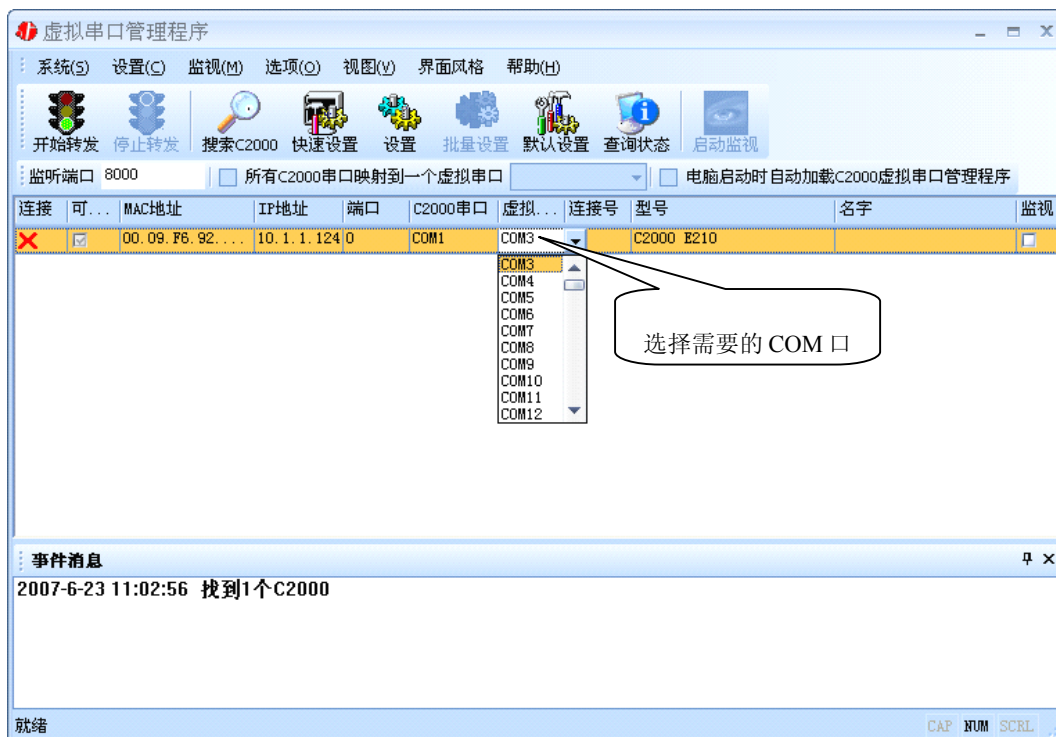 虚拟串口管理程序
系统(S) 设置(C) 监视(M) 选项(O) 视图(V) 界面风格 帮助(H)
开始转发 停止转发 搜索C2000 快速设置 设置 批量设置 默认设置 查询状态 启动监视
监听端口 8000 所有C2000串口映射到一个虚拟串口 电脑启动时自动加载C2000虚拟串口管理程序
连接 可... MAC地址 IP地址 端口 C2000串口 虚拟... 连接号 型号 名字 监视
00.09.F6.92.... 10.1.1.124 0 COM1 COM3 C2000 E210
COM3
COM4
COM5
COM6
COM7
COM8
COM9
COM10
COM11
COM12
选择需要的 COM 口
事件消息
2007-6-23 11:02:56 找到1个C2000
就绪 CAP NUM SCRL